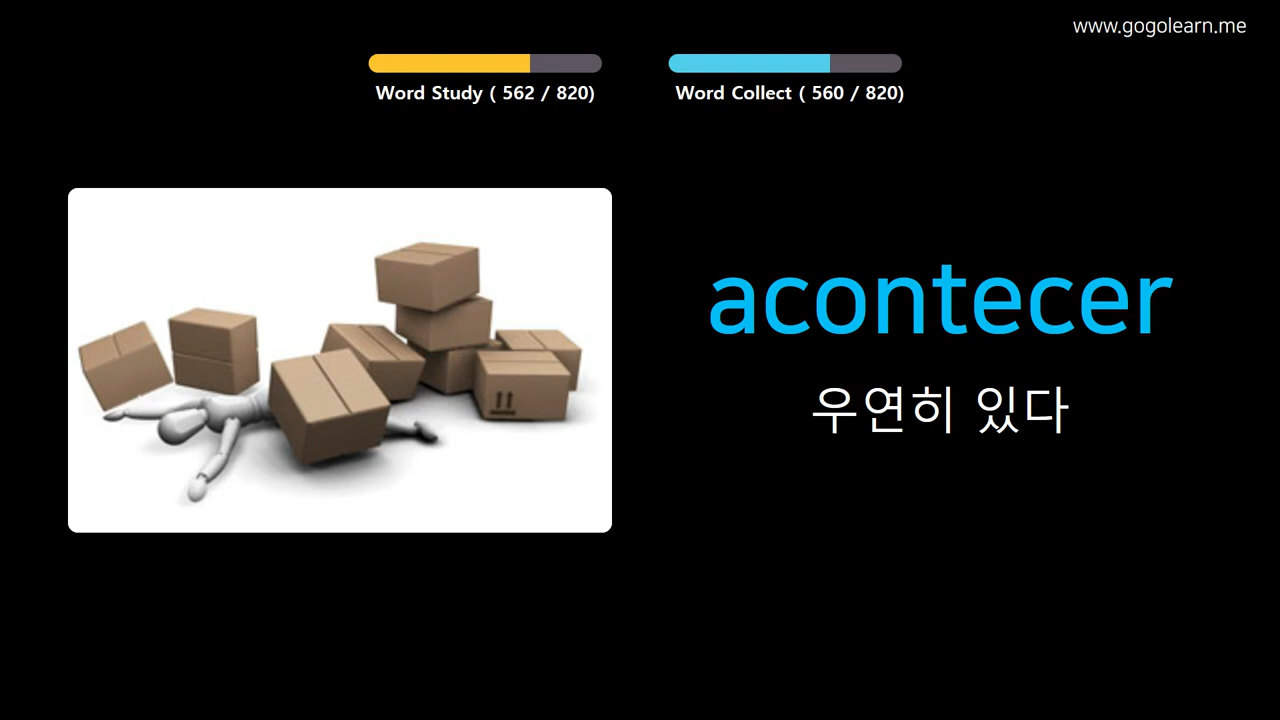 www.gogolearn.me
Word Study ( 562 / 820)
Word Collect ( 560 / 820)
acontecer
우연히 있다